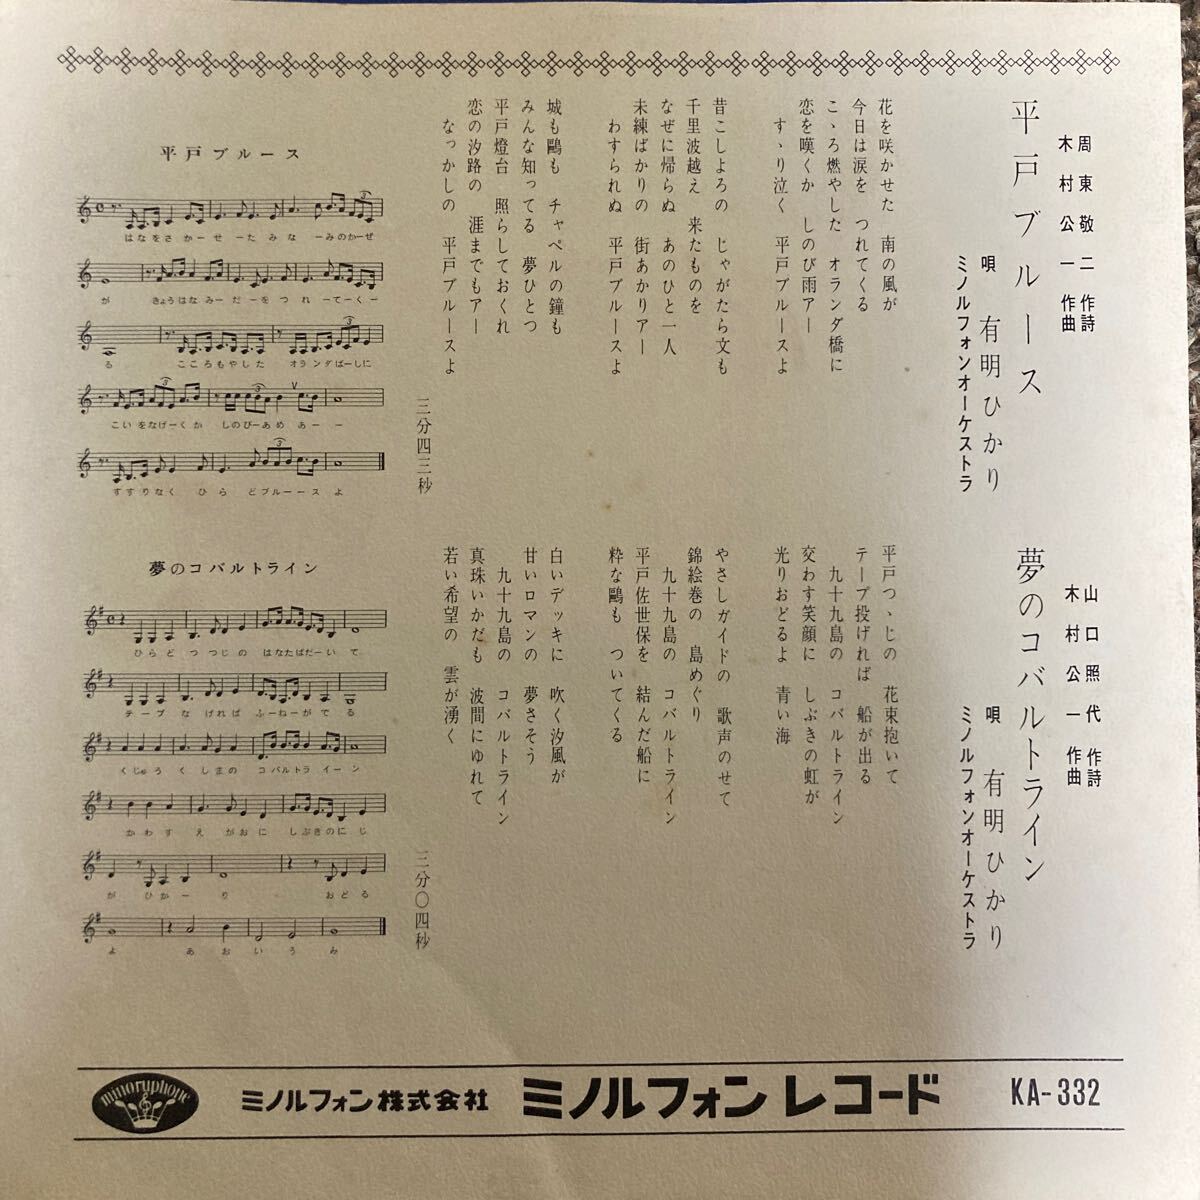 平戸ブルース
周東敬二 作詩
木村公一 作曲
唄 有明ひかり
ミノルフォンオーケストラ
花を咲かせた 南の風が
今日は涙を つれてくる
こゝろ燃やした オランダ橋に
恋を嘆くか しのび雨アー
すゝり泣く 平戸ブルースよ
昔こしよろの じゃがたら文も
千里波越え 来たものを
なぜに帰らぬ あのひと一人
未練ばかりの 街あかりアー
わすられぬ 平戸ブルースよ
城も鷗も チャペルの鐘も
みんな知ってる 夢ひとつ
平戸燈台 照らしておくれ
恋の汐路の 涯までもアー
なっかしの 平戸ブルースよ
三分四三秒
平戸ブルース
はなをさかーせーたみなーみのかーぜ
が きょうはなみーだーをつれーてーくー
る こころもやした オランダばーしに
こいをなげーくか しのびーあめあーー
すすりなく ひらどブルーースよ
夢のコバルトライン
山口照代 作詩
木村公一 作曲
唄 有明ひかり
ミノルフォンオーケストラ
平戸つゝじの 花束抱いて
テープ投げれば 船が出る
九十九島の コバルトライン
交わす笑顔に しぶきの虹が
光りおどるよ 青い海
やさしガイドの 歌声のせて
錦絵巻の 島めぐり
九十九島の コバルトライン
平戸佐世保を 結んだ船に
粋な鷗も ついてくる
白いデッキに 吹く汐風が
甘いロマンの 夢さそう
九十九島の コバルトライン
真珠いかだも 波間にゆれて
若い希望の 雲が湧く
三分〇四秒
夢のコバルトライン
ひらどつつじの はなたばだーいて
テープなげれば ふーねーがでる
くじゅうくしまの コバルトライーン
かわすえがおに しぶきのにじ
が ひかーり おどる
よ あおいうみ
minoruphone
ミノルフォン株式会社 ミノルフォンレコード KA-332